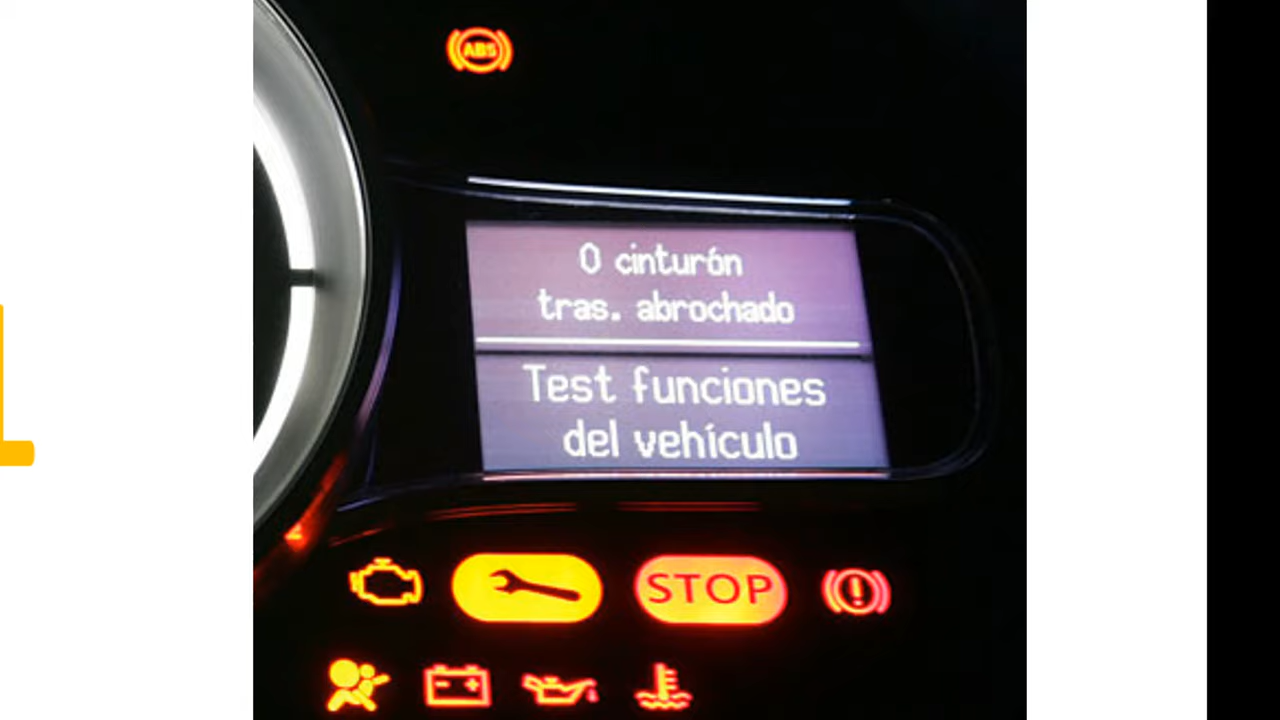 ABS
0 cinturón
tras. abrochado
Test funciones
del vehículo
STOP